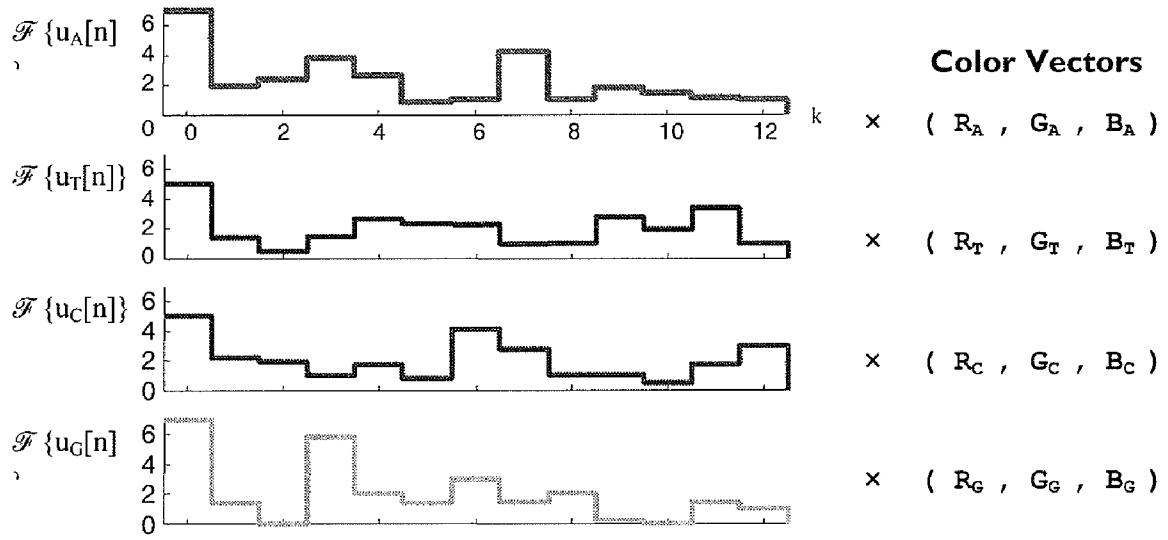 ℱ {u_A[n]
}
6
4
2
0
0 2 4 6 8 10 12 k
Color Vectors
× ( R_A , G_A , B_A )
ℱ {u_T[n]}
6
4
2
0
× ( R_T , G_T , B_T )
ℱ {u_C[n]}
6
4
2
0
× ( R_C , G_C , B_C )
ℱ {u_G[n]
}
6
4
2
0
× ( R_G , G_G , B_G )